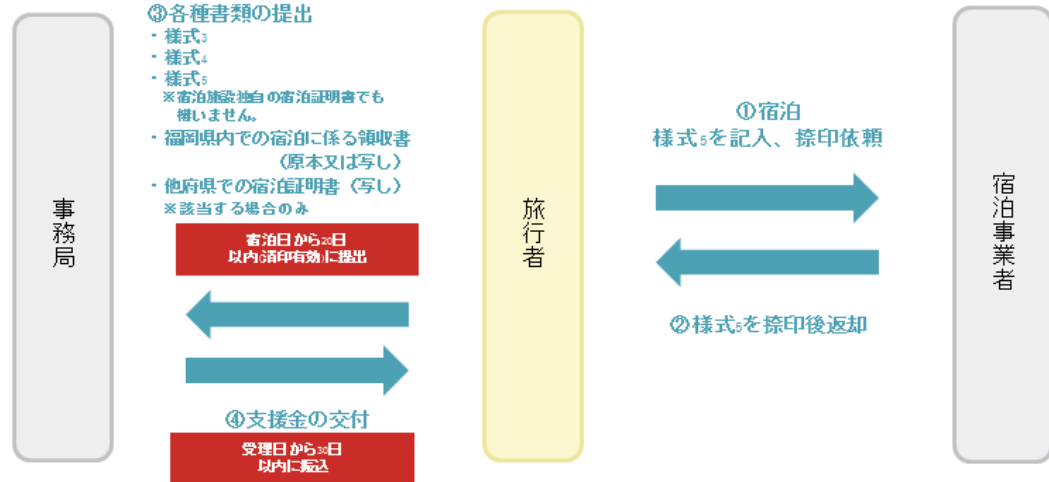 ③各種書類の提出
・様式3
・様式4
・様式5
※宿泊施設独自の宿泊証明書でも
構いません。
・福岡県内での宿泊に係る領収書
（原本又は写し）
・他府県での宿泊証明書（写し）
※該当する場合のみ
宿泊日から20日
以内(消印有効)に提出
④支援金の交付
受理日から30日
以内に振込
事務局
旅行者
①宿泊
様式5を記入、捺印依頼
②様式5を捺印後返却
宿泊事業者